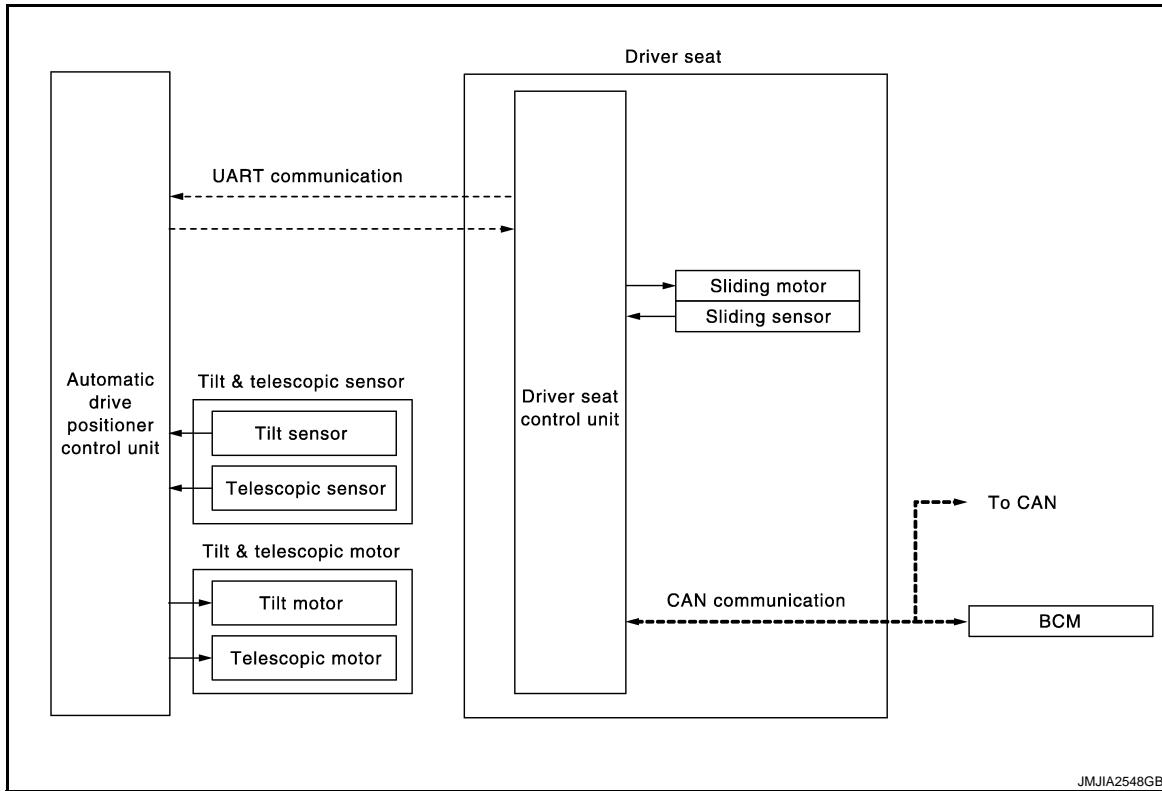 Driver seat
UART communication
Sliding motor
Sliding sensor
Automatic
drive
positioner
control unit
Tilt & telescopic sensor
Tilt sensor
Telescopic sensor
Driver seat
control unit
To CAN
Tilt & telescopic motor
Tilt motor
Telescopic motor
CAN communication
BCM
JMJIA2548GB